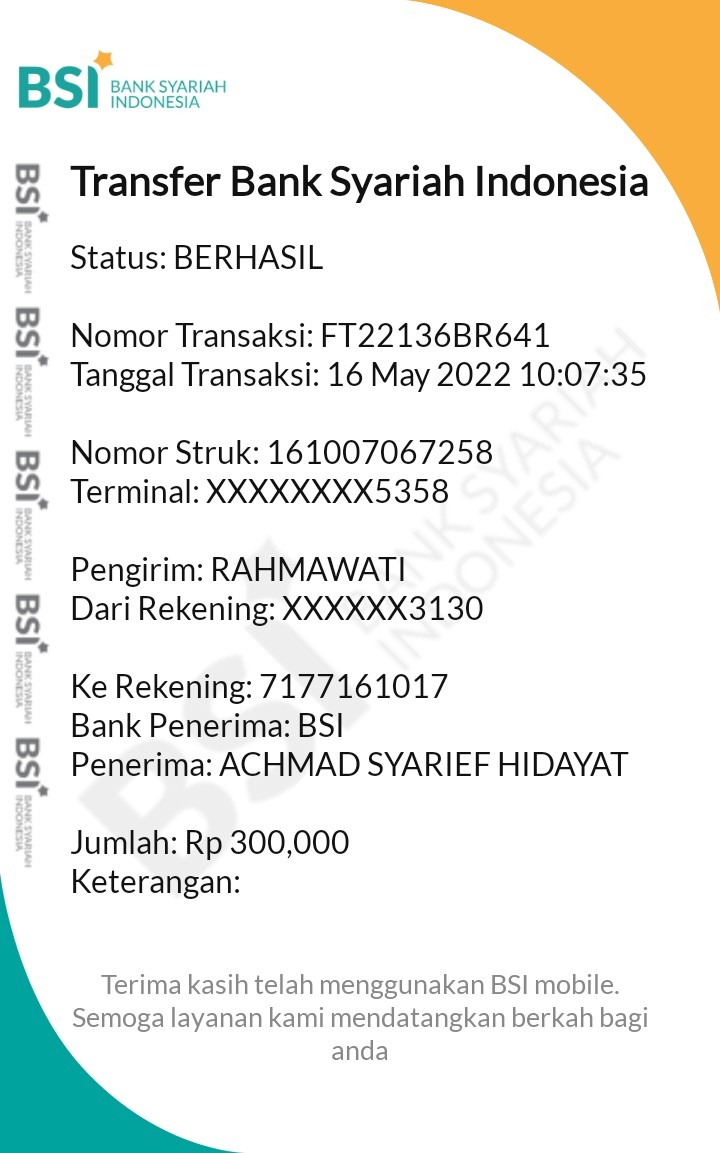 BSI BANK SYARIAH
INDONESIA
Transfer Bank Syariah Indonesia
Status: BERHASIL
Nomor Transaksi: FT22136BR641
Tanggal Transaksi: 16 May 2022 10:07:35
Nomor Struk: 161007067258
Terminal: XXXXXXXX5358
Pengirim: RAHMAWATI
Dari Rekening: XXXXXX3130
Ke Rekening: 7177161017
Bank Penerima: BSI
Penerima: ACHMAD SYARIEF HIDAYAT
Jumlah: Rp 300,000
Keterangan:
Terima kasih telah menggunakan BSI mobile.
Semoga layanan kami mendatangkan berkah bagi
anda
BSI BANK SYARIAH
INDONESIA
BSI BANK SYARIAH
INDONESIA
BSI BANK SYARIAH
INDONESIA
BSI BANK SYARIAH
INDONESIA
BSI BANK SYARIAH
INDONESIA
BSI BANK SYARIAH
INDONESIA